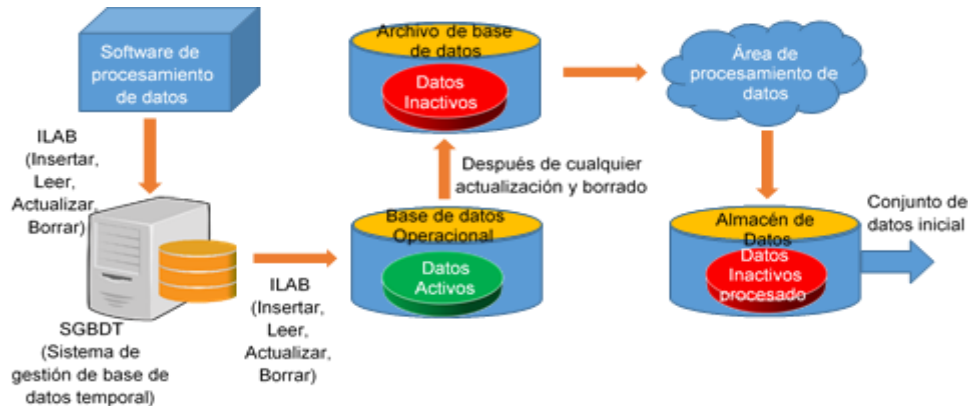 Software de
procesamiento
de datos
ILAB
(Insertar,
Leer,
Actualizar,
Borrar)
SGBDT
(Sistema de
gestión de base de
datos temporal)
ILAB
(Insertar,
Leer,
Actualizar,
Borrar)
Base de datos
Operacional
Datos
Activos
Después de cualquier
actualización y borrado
Archivo de base
de datos
Datos
Inactivos
Área de
procesamiento de
datos
Almacén de
Datos
Datos
Inactivos
procesado
Conjunto de
datos inicial